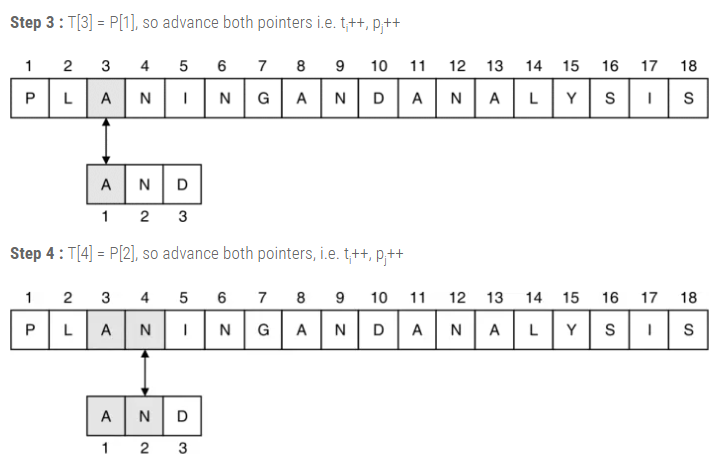 Step 3 : T[3] = P[1], so advance both pointers i.e. ti++, pj++
1 2 3 4 5 6 7 8 9 10 11 12 13 14 15 16 17 18
P L A N I N G A N D A N A L Y S I S
A N D
1 2 3
Step 4 : T[4] = P[2], so advance both pointers, i.e. ti++, pj++
1 2 3 4 5 6 7 8 9 10 11 12 13 14 15 16 17 18
P L A N I N G A N D A N A L Y S I S
A N D
1 2 3